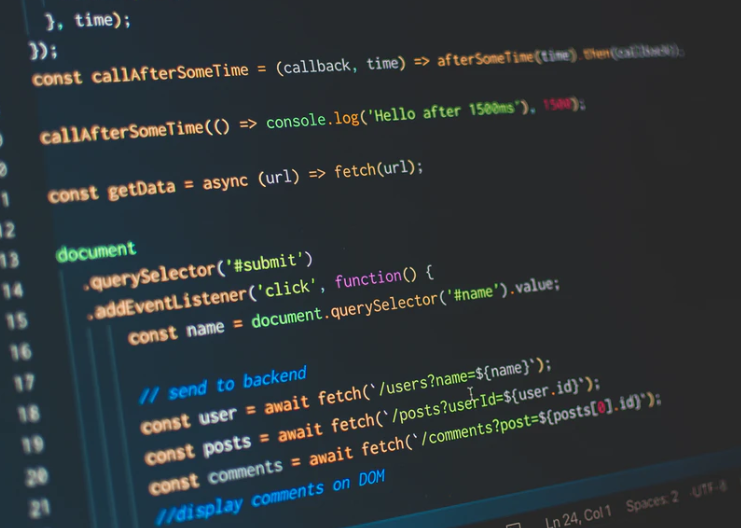 }, time);
});
const callAfterSomeTime = (callback, time) => afterSomeTime(time).then(callback);
callAfterSomeTime(() => console.log('Hello after 1500ms'), 1500);
const getData = async (url) => fetch(url);
12
13 document
14 .querySelector('#submit')
15 .addEventListener('click', function() {
16 const name = document.querySelector('#name').value;
17
18 // send to backend
19 const user = await fetch(`/users?name=${name}`);
20 const posts = await fetch(`/posts?userId=${user.id}`);
21 const comments = await fetch(`/comments?post=${posts[0].id}`);
//display comments on DOM
Ln 24, Col 1 Spaces: 2 UTF-8